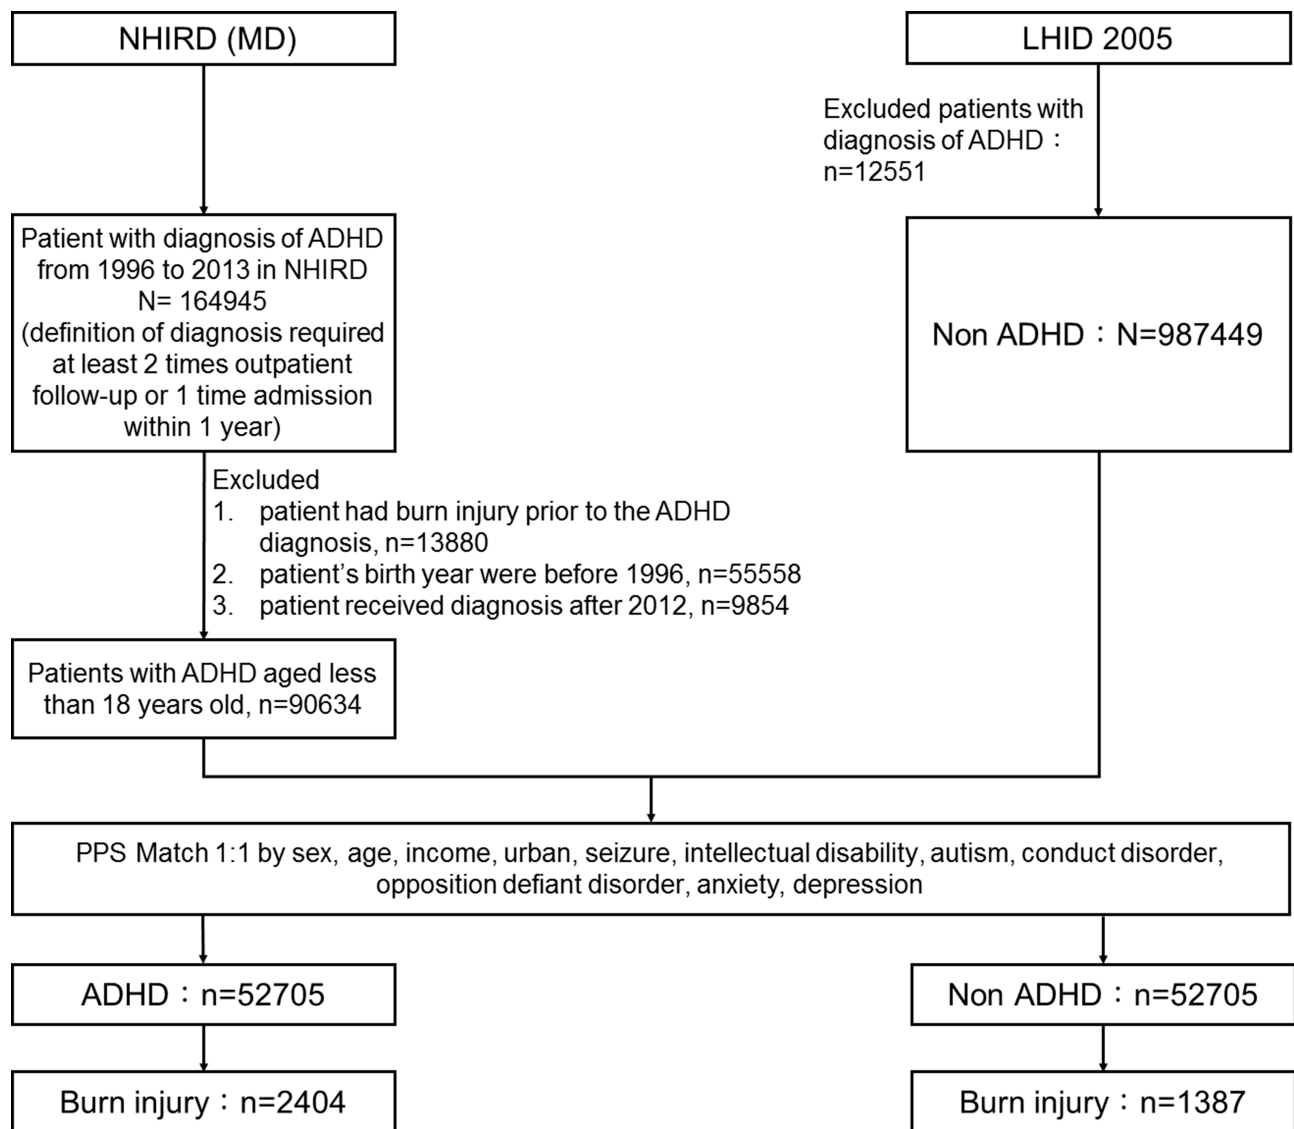 NHIRD (MD)
LHID 2005
Excluded patients with
diagnosis of ADHD：
n=12551
Patient with diagnosis of ADHD
from 1996 to 2013 in NHIRD
N= 164945
(definition of diagnosis required
at least 2 times outpatient
follow-up or 1 time admission
within 1 year)
Non ADHD：N=987449
Excluded
1. patient had burn injury prior to the ADHD
diagnosis, n=13880
2. patient's birth year were before 1996, n=55558
3. patient received diagnosis after 2012, n=9854
Patients with ADHD aged less
than 18 years old, n=90634
PPS Match 1:1 by sex, age, income, urban, seizure, intellectual disability, autism, conduct disorder,
opposition defiant disorder, anxiety, depression
ADHD：n=52705
Non ADHD：n=52705
Burn injury：n=2404
Burn injury：n=1387